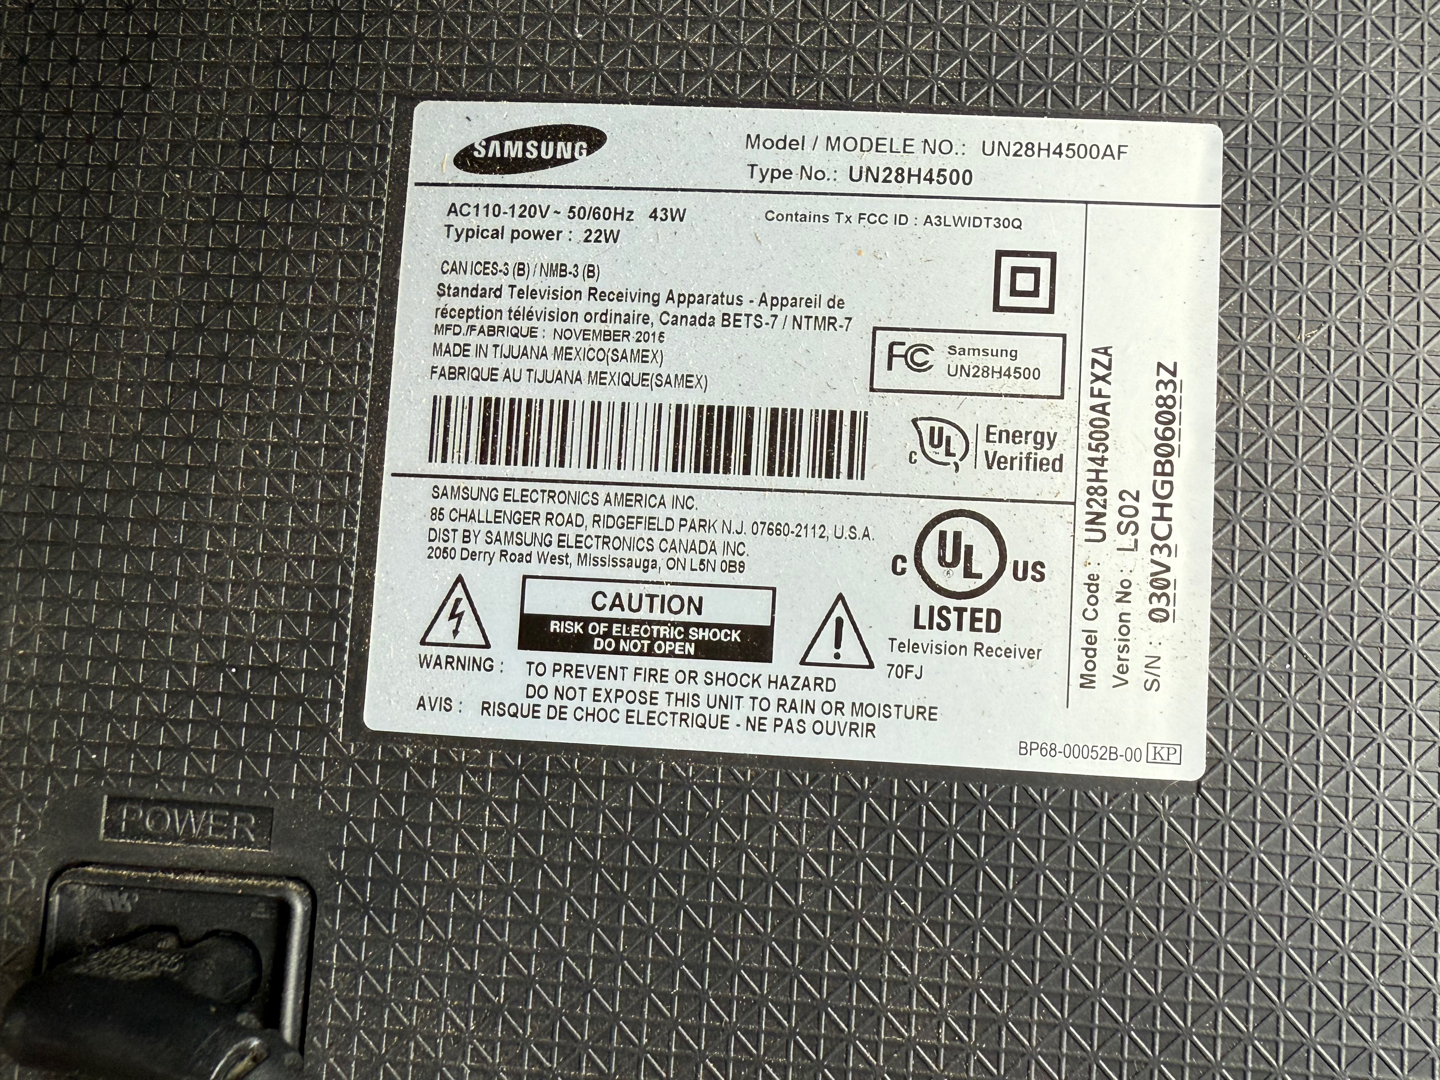 SAMSUNG
Model / MODELE NO.: UN28H4500AF
Type No.: UN28H4500
AC110-120V~ 50/60Hz 43W
Typical power : 22W
Contains Tx FCC ID : A3LWIDT30Q
CAN ICES-3 (B) / NMB-3 (B)
Standard Television Receiving Apparatus - Appareil de
réception télévision ordinaire, Canada BETS-7 / NTMR-7
MFD./FABRIQUE : NOVEMBER 2015
MADE IN TIJUANA MEXICO(SAMEX)
FABRIQUE AU TIJUANA MEXIQUE(SAMEX)
FC Samsung
UN28H4500
C UL Energy
Verified
SAMSUNG ELECTRONICS AMERICA INC.
85 CHALLENGER ROAD, RIDGEFIELD PARK N.J. 07660-2112, U.S.A.
DIST BY SAMSUNG ELECTRONICS CANADA INC.
2050 Derry Road West, Mississauga, ON L5N 0B9
C UL ® US
LISTED
Television Receiver
70FJ
CAUTION
RISK OF ELECTRIC SHOCK
DO NOT OPEN
WARNING : TO PREVENT FIRE OR SHOCK HAZARD
DO NOT EXPOSE THIS UNIT TO RAIN OR MOISTURE
AVIS : RISQUE DE CHOC ELECTRIQUE - NE PAS OUVRIR
Model Code : UN28H4500AFXZA
Version No : LS02
S/N : 030V3CHGB06083Z
BP68-00052B-00 KP
POWER